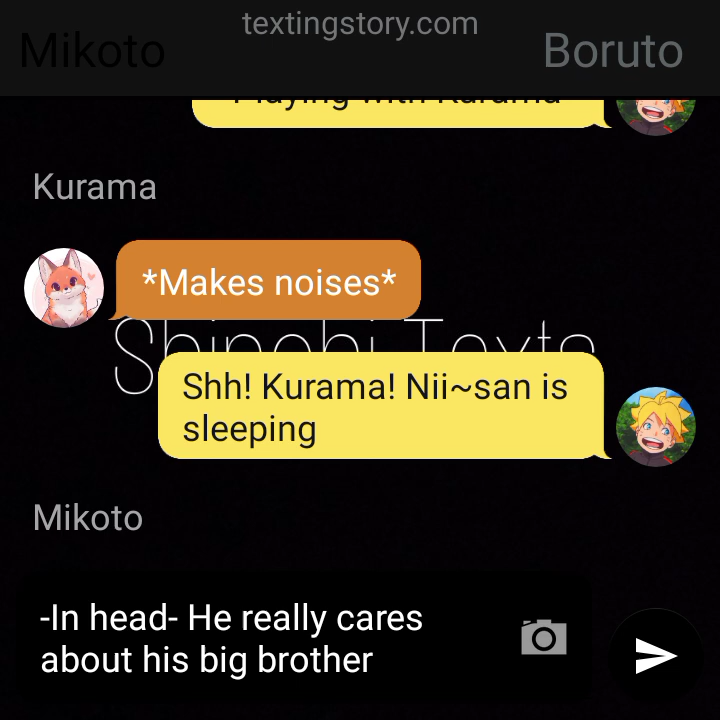 textingstory.com
Mikoto
Boruto
Playing with Kurama
Kurama
*Makes noises*
Shinobi Texts
Shh! Kurama! Nii~san is
sleeping
Mikoto
-In head- He really cares
about his big brother